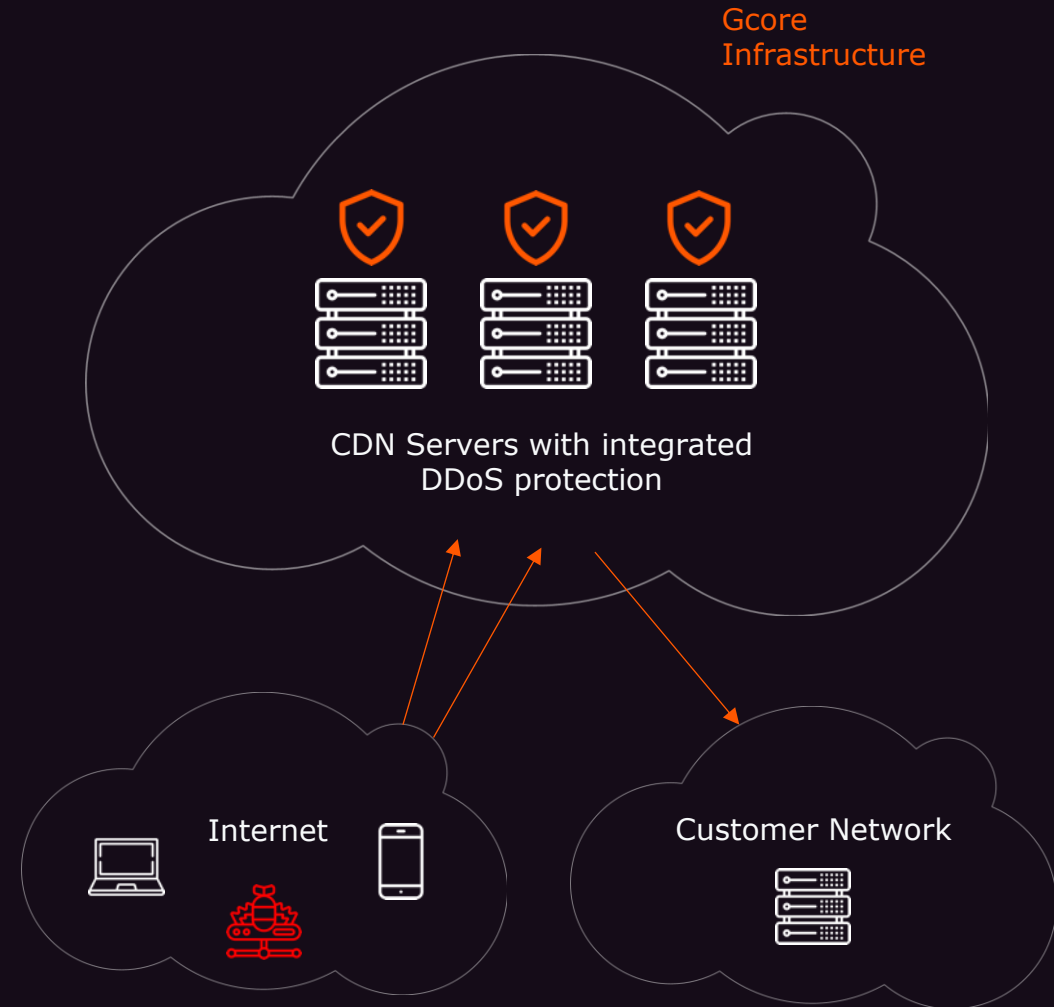 Gcore
Infrastructure
CDN Servers with integrated
DDoS protection
Internet
Customer Network